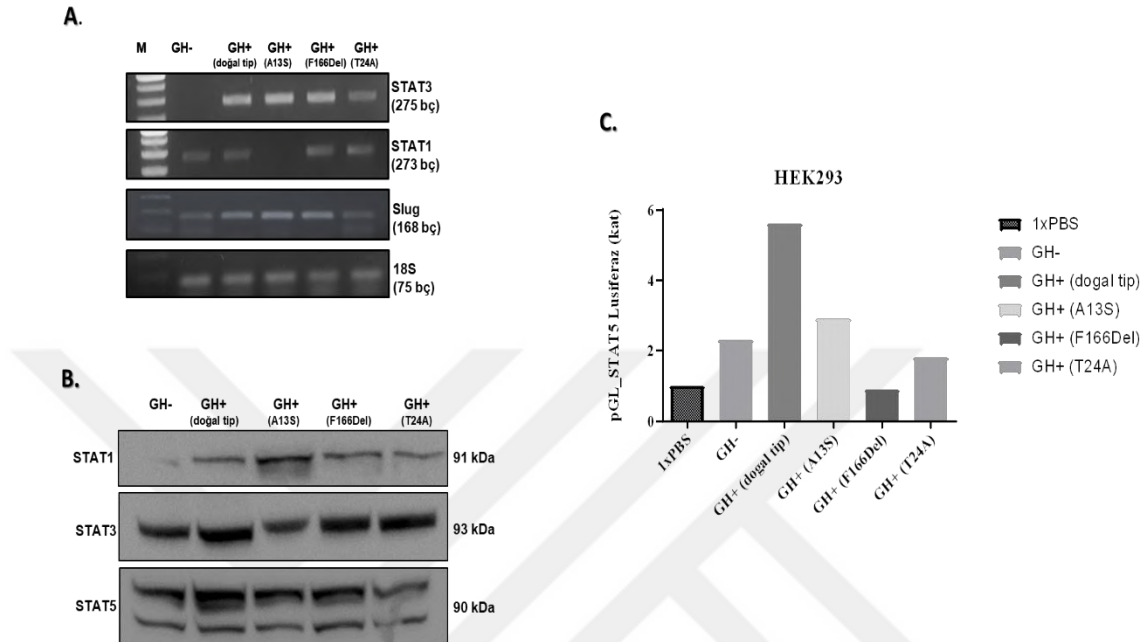 A.
M GH- GH+ GH+ GH+ GH+
(doğal tip) (A13S) (F166Del) (T24A)
STAT3
(275 bç)
STAT1
(273 bç)
Slug
(168 bç)
18S
(75 bç)
B.
GH- GH+ GH+ GH+ GH+
(doğal tip) (A13S) (F166Del) (T24A)
STAT1 91 kDa
STAT3 93 kDa
STAT5 90 kDa
C.
HEK293
pGL_STAT5 Lusiferaz (kat)
6
4
2
0
1xPBS
GH-
GH+ (dogal tip)
GH+ (A13S)
GH+ (F166Del)
GH+ (T24A)
1xPBS
GH-
GH+ (dogal tip)
GH+ (A13S)
GH+ (F166Del)
GH+ (T24A)